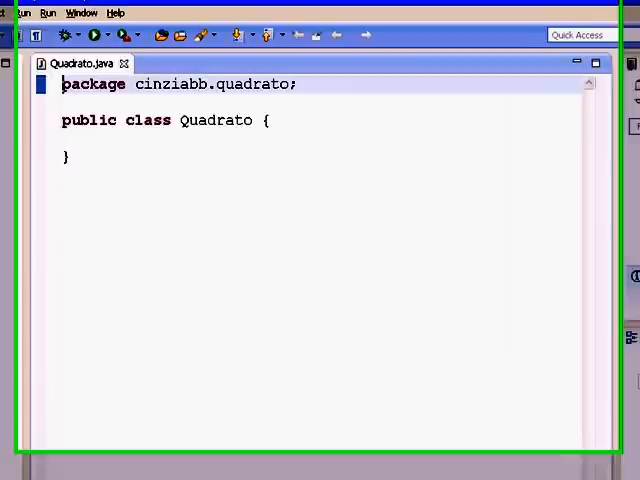 Run Run Window Help
Quick Access
Quadrato.java
package cinziabb.quadrato;
public class Quadrato {
}